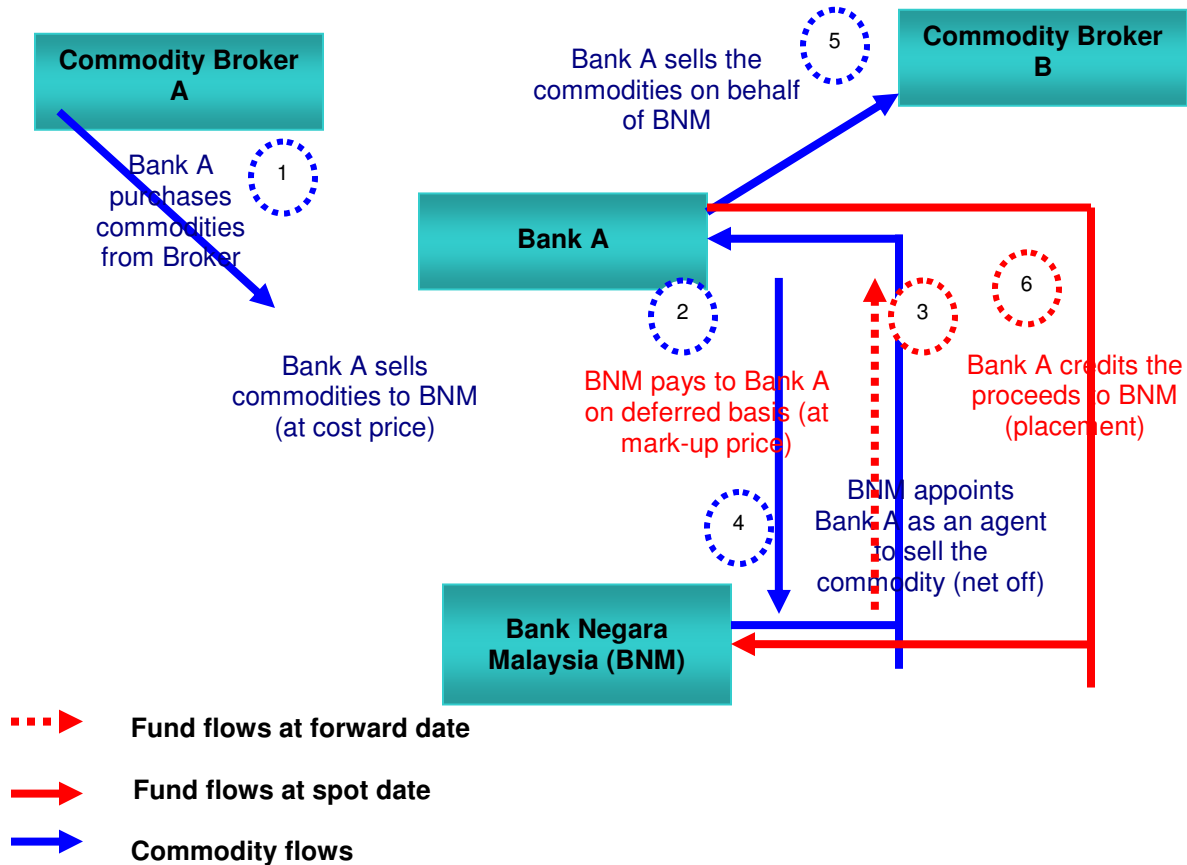 Commodity Broker
A
5
Bank A sells the
commodities on behalf
of BNM
Commodity Broker
B
1
Bank A
purchases
commodities
from Broker
Bank A
2
3
6
Bank A sells
commodities to BNM
(at cost price)
BNM pays to Bank A
on deferred basis (at
mark-up price)
Bank A credits the
proceeds to BNM
(placement)
4
BNM appoints
Bank A as an agent
to sell the
commodity (net off)
Bank Negara
Malaysia (BNM)
Fund flows at forward date
Fund flows at spot date
Commodity flows